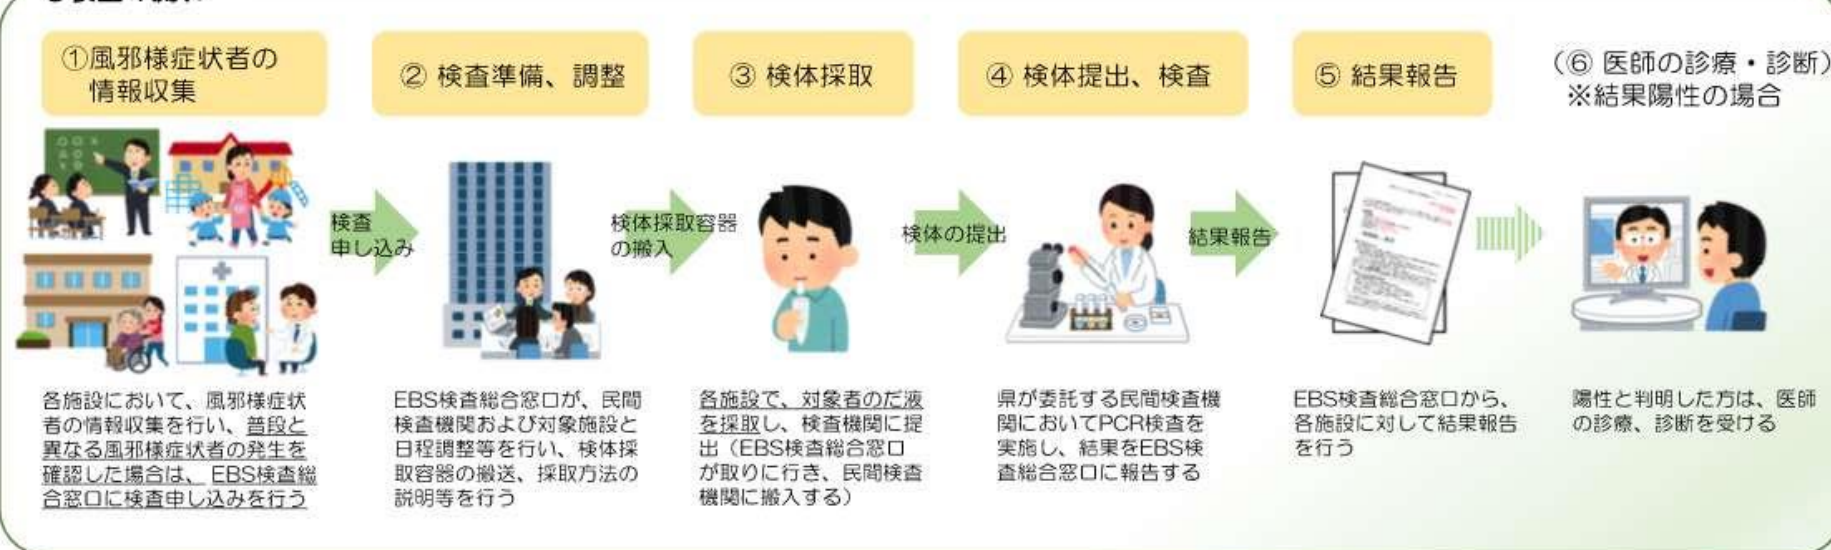 ①風邪様症状者の
情報収集
② 検査準備、調整
③ 検体採取
④ 検体提出、検査
⑤ 結果報告
(⑥ 医師の診療・診断)
※結果陽性の場合
検査
申し込み
検体採取容器
の搬入
検体の提出
結果報告
各施設において、風邪様症状
者の情報収集を行い、普段と
異なる風邪様症状者の発生を
確認した場合は、EBS検査総
合窓口に検査申し込みを行う
EBS検査総合窓口が、民間
検査機関および対象施設と
日程調整等を行い、検体採
取容器の搬送、採取方法の
説明等を行う
各施設で、対象者のだ液
を採取し、検査機関に提
出（EBS検査総合窓口
が取りに行き、民間検査
機関に搬入する）
県が委託する民間検査機
関においてPCR検査を
実施し、結果をEBS検
査総合窓口に報告する
EBS検査総合窓口から、
各施設に対して結果報告
を行う
陽性と判明した方は、医師
の診療、診断を受ける